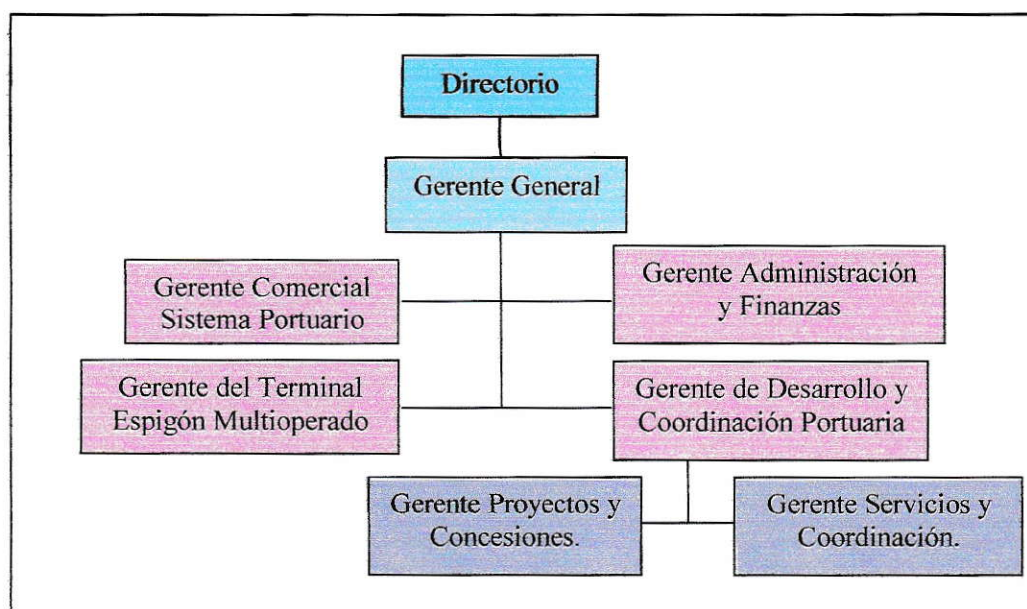 Directorio
Gerente General
Gerente Comercial
Sistema Portuario
Gerente Administración
y Finanzas
Gerente del Terminal
Espigón Multioperado
Gerente de Desarrollo y
Coordinación Portuaria
Gerente Proyectos y
Concesiones.
Gerente Servicios y
Coordinación.